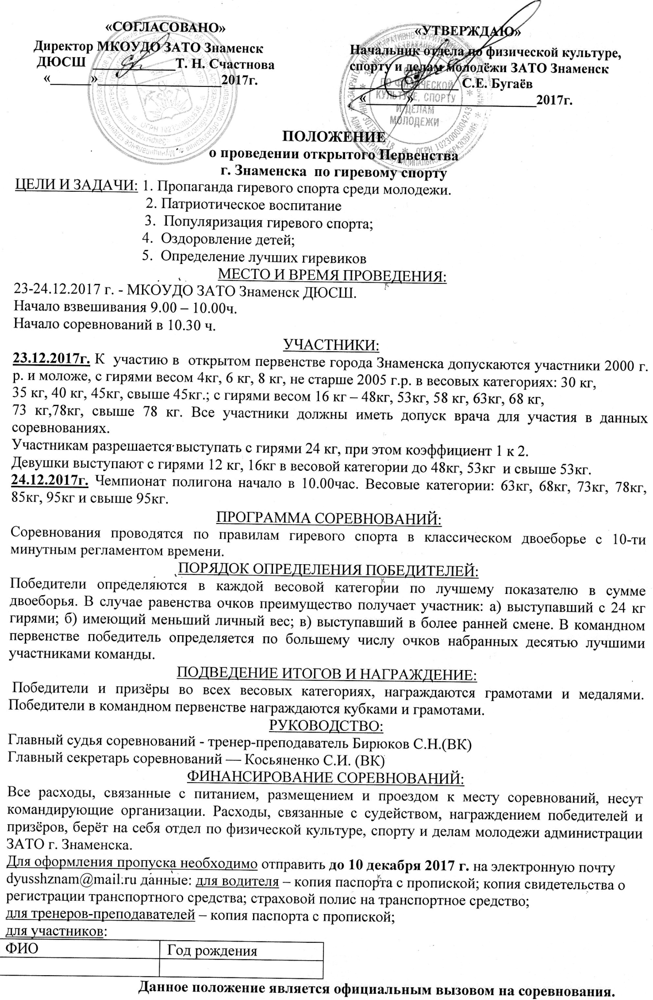 «СОГЛАСОВАНО»
Директор МКОУДО ЗАТО Знаменск
ДЮСШ ____________Т. Н. Счастнова
«______»__________________2017г.
«УТВЕРЖДАЮ»
Начальник отдела по физической культуре,
спорту и делам молодёжи ЗАТО Знаменск
________________ С.Е. Бугаёв
«______»__________________2017г.
ПО ФИЗИЧЕСКОЙ
КУЛЬТУРЕ, СПОРТУ
И ДЕЛАМ
МОЛОДЕЖИ
ОГРН 1023000804243
ПОЛОЖЕНИЕ
о проведении открытого Первенства
г. Знаменска по гиревому спорту
ЦЕЛИ И ЗАДАЧИ: 1. Пропаганда гиревого спорта среди молодежи.
2. Патриотическое воспитание
3. Популяризация гиревого спорта;
4. Оздоровление детей;
5. Определение лучших гиревиков
МЕСТО И ВРЕМЯ ПРОВЕДЕНИЯ:
23-24.12.2017 г. - МКОУДО ЗАТО Знаменск ДЮСШ.
Начало взвешивания 9.00 – 10.00ч.
Начало соревнований в 10.30 ч.
УЧАСТНИКИ:
23.12.2017г. К участию в открытом первенстве города Знаменска допускаются участники 2000 г.
р. и моложе, с гирями весом 4кг, 6 кг, 8 кг, не старше 2005 г.р. в весовых категориях: 30 кг,
35 кг, 40 кг, 45кг, свыше 45кг.; с гирями весом 16 кг – 48кг, 53кг, 58 кг, 63кг, 68 кг,
73 кг,78кг, свыше 78 кг. Все участники должны иметь допуск врача для участия в данных
соревнованиях.
Участникам разрешается выступать с гирями 24 кг, при этом коэффициент 1 к 2.
Девушки выступают с гирями 12 кг, 16кг в весовой категории до 48кг, 53кг и свыше 53кг.
24.12.2017г. Чемпионат полигона начало в 10.00час. Весовые категории: 63кг, 68кг, 73кг, 78кг,
85кг, 95кг и свыше 95кг.
ПРОГРАММА СОРЕВНОВАНИЙ:
Соревнования проводятся по правилам гиревого спорта в классическом двоеборье с 10-ти
минутным регламентом времени.
ПОРЯДОК ОПРЕДЕЛЕНИЯ ПОБЕДИТЕЛЕЙ:
Победители определяются в каждой весовой категории по лучшему показателю в сумме
двоеборья. В случае равенства очков преимущество получает участник: а) выступавший с 24 кг
гирями; б) имеющий меньший личный вес; в) выступавший в более ранней смене. В командном
первенстве победитель определяется по большему числу очков набранных десятью лучшими
участниками команды.
ПОДВЕДЕНИЕ ИТОГОВ И НАГРАЖДЕНИЕ:
Победители и призёры во всех весовых категориях, награждаются грамотами и медалями.
Победители в командном первенстве награждаются кубками и грамотами.
РУКОВОДСТВО:
Главный судья соревнований - тренер-преподаватель Бирюков С.Н.(ВК)
Главный секретарь соревнований — Косьяненко С.И. (ВК)
ФИНАНСИРОВАНИЕ СОРЕВНОВАНИЙ:
Все расходы, связанные с питанием, размещением и проездом к месту соревнований, несут
командирующие организации. Расходы, связанные с судейством, награждением победителей и
призёров, берёт на себя отдел по физической культуре, спорту и делам молодежи администрации
ЗАТО г. Знаменска.
Для оформления пропуска необходимо отправить до 10 декабря 2017 г. на электронную почту
dyusshznam@mail:ru данные: для водителя – копия паспорта с пропиской; копия свидетельства о
регистрации транспортного средства; страховой полис на транспортное средство;
для тренеров-преподавателей – копия паспорта с пропиской;
для участников:
ФИО Год рождения
Данное положение является официальным вызовом на соревнования.